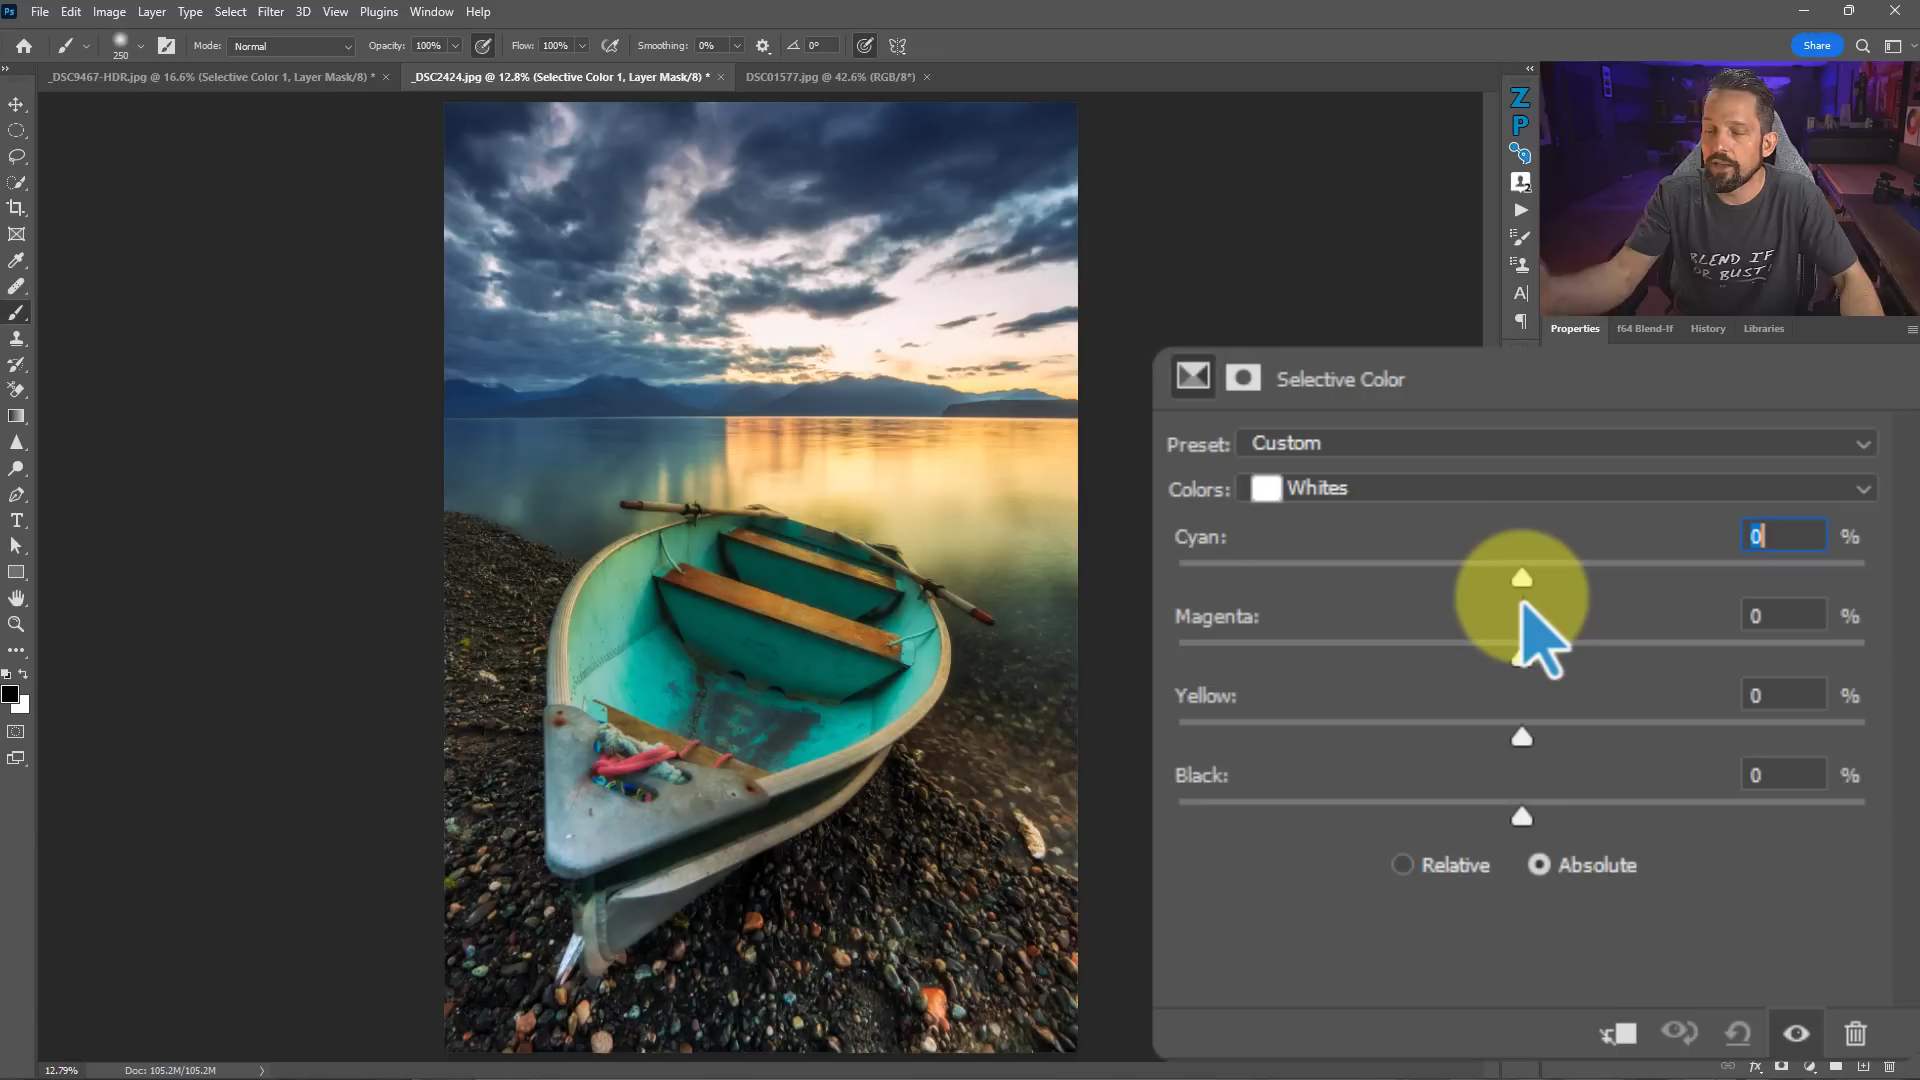 Ps File Edit Image Layer Type Select Filter 3D View Plugins Window Help
250 Mode: Normal Opacity: 100% Flow: 100% Smoothing: 0% 0° Share
_DSC9467-HDR.jpg @ 16.6% (Selective Color 1, Layer Mask/8) * × _DSC2424.jpg @ 12.8% (Selective Color 1, Layer Mask/8) * × DSC01577.jpg @ 42.6% (RGB/8*) ×
Z
P
BLEND IF
OR BUST!
Properties f64 Blend-If History Libraries
Selective Color
Preset: Custom
Colors: Whites
Cyan: 0 %
Magenta: 0 %
Yellow: 0 %
Black: 0 %
Relative Absolute
12.79% Doc: 105.2M/105.2M
fx